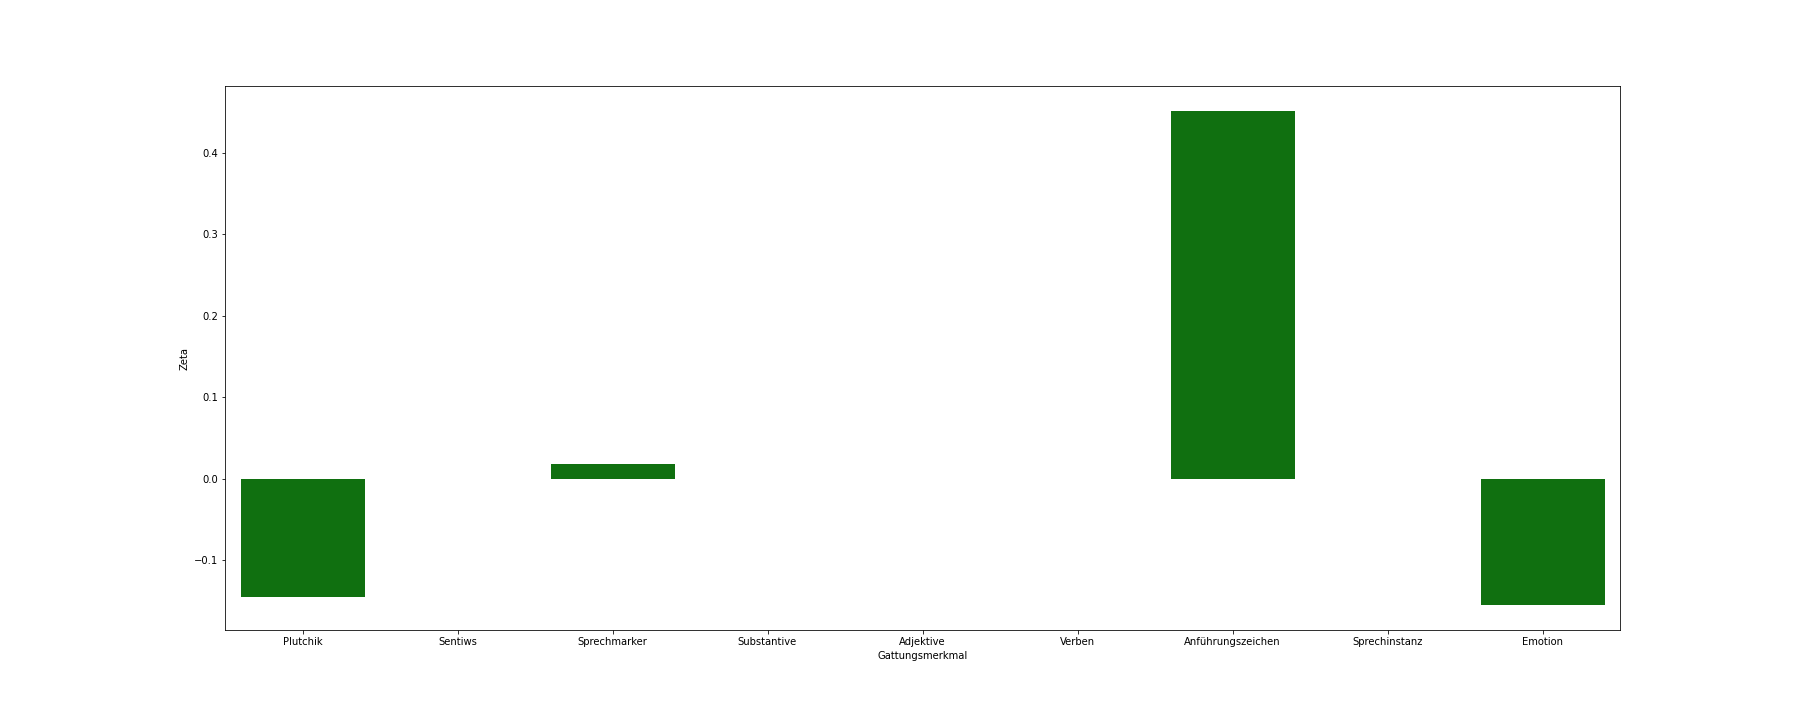 0.4
0.3
0.2
0.1
0.0
−0.1
Zeta
Plutchik Sentiws Sprechmarker Substantive Adjektive Verben Anführungszeichen Sprechinstanz Emotion
Gattungsmerkmal